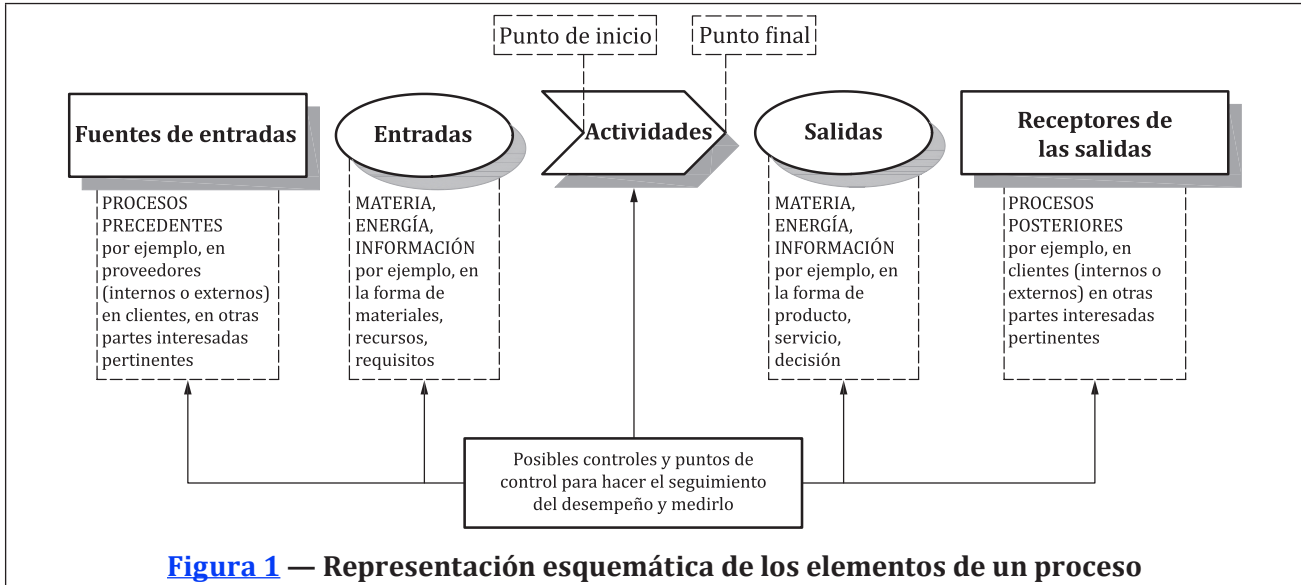 Punto de inicio
Punto final
Fuentes de entradas
Entradas
Actividades
Salidas
Receptores de
las salidas
PROCESOS
PRECEDENTES
por ejemplo, en
proveedores
(internos o externos)
en clientes, en otras
partes interesadas
pertinentes
MATERIA,
ENERGÍA,
INFORMACIÓN
por ejemplo, en
la forma de
materiales,
recursos,
requisitos
MATERIA,
ENERGÍA,
INFORMACIÓN
por ejemplo, en
la forma de
producto,
servicio,
decisión
PROCESOS
POSTERIORES
por ejemplo, en
clientes (internos o
externos) en otras
partes interesadas
pertinentes
Posibles controles y puntos de
control para hacer el seguimiento
del desempeño y medirlo
Figura 1 — Representación esquemática de los elementos de un proceso